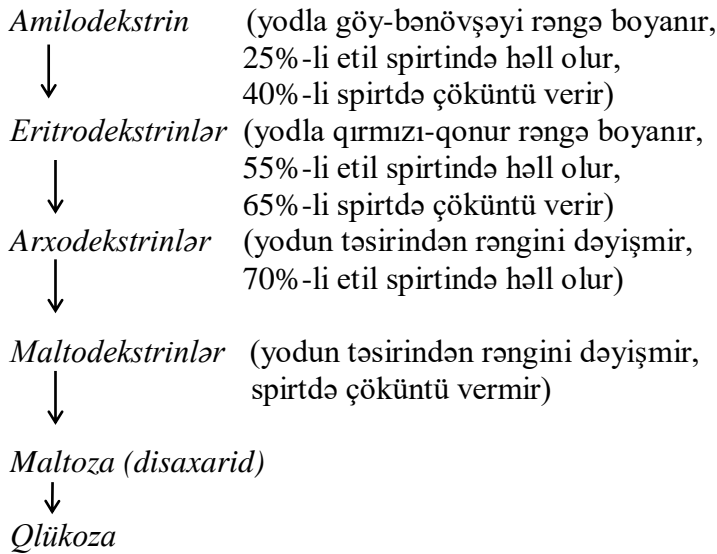 Amilodekstrin (yodla göy-bənövşəyi rəngə boyanır,
25%-li etil spirtində həll olur,
40%-li spirtdə çöküntü verir)
Eritrodekstrinlər (yodla qırmızı-qonur rəngə boyanır,
55%-li etil spirtində həll olur,
65%-li spirtdə çöküntü verir)
Arxodekstrinlər (yodun təsirindən rəngini dəyişmir,
70%-li etil spirtində həll olur)
Maltodekstrinlər (yodun təsirindən rəngini dəyişmir,
spirtdə çöküntü vermir)
Maltoza (disaxarid)
Qlükoza